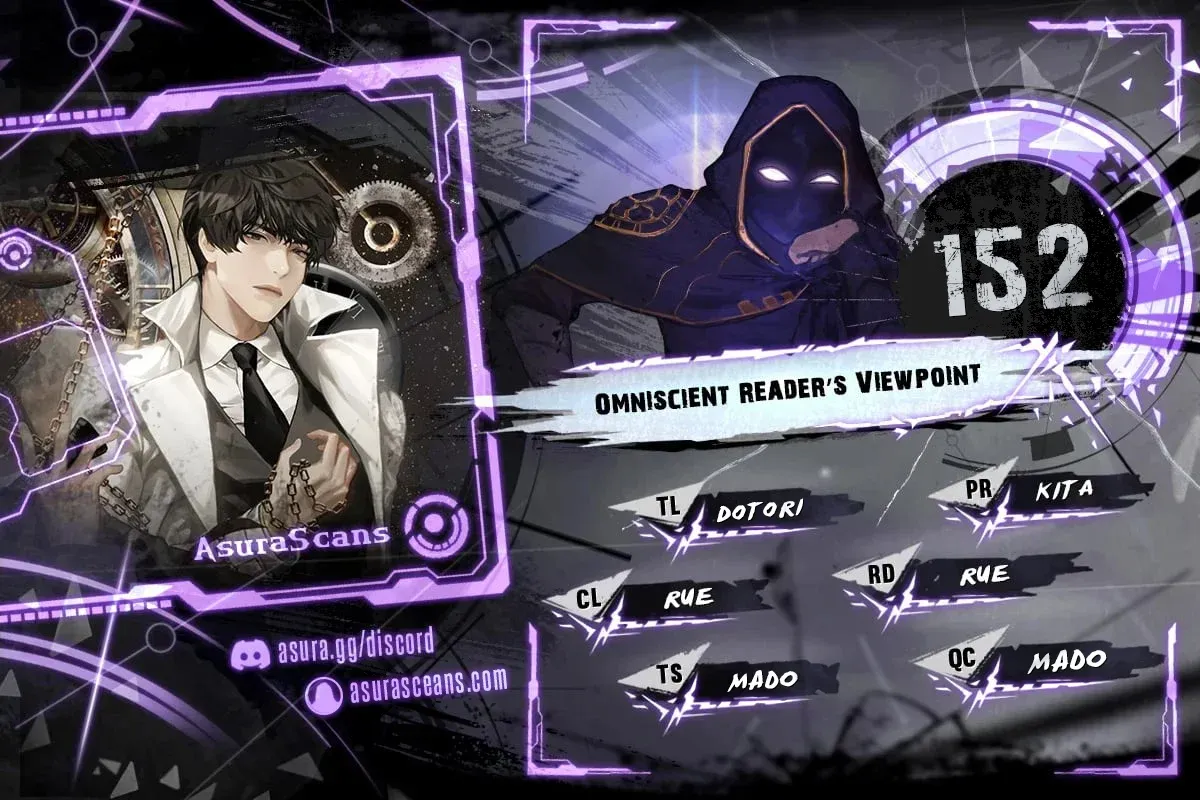 152
OMNISCIENT READER'S VIEWPOINT
TL DOTORI
PR KITA
CL RUE
RD RUE
TS MADO
QC MADO
AsuraScans
asura.gg/discord
asurasceans.com